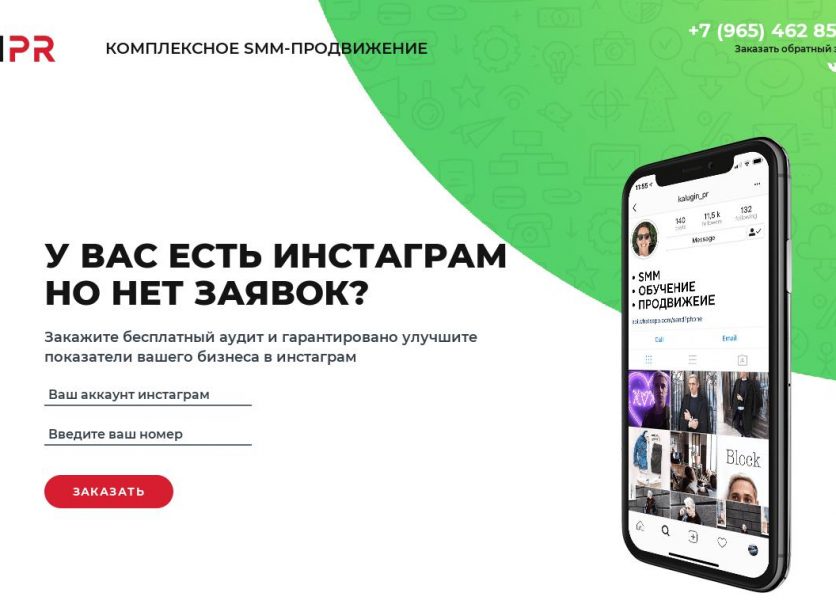 PR
КОМПЛЕКСНОЕ SMM-ПРОДВИЖЕНИЕ
+7 (965) 462 85
Заказать обратный з
У ВАС ЕСТЬ ИНСТАГРАМ
НО НЕТ ЗАЯВОК?
Закажите бесплатный аудит и гарантировано улучшите
показатели вашего бизнеса в инстаграм
Ваш аккаунт инстаграм
Введите ваш номер
ЗАКАЗАТЬ
11:55
kalugin_pr
140 11,5 k 132
posts followers following
Message
• SMM
• ОБУЧЕНИЕ
• ПРОДВИЖЕИЕ
Call Email
Block